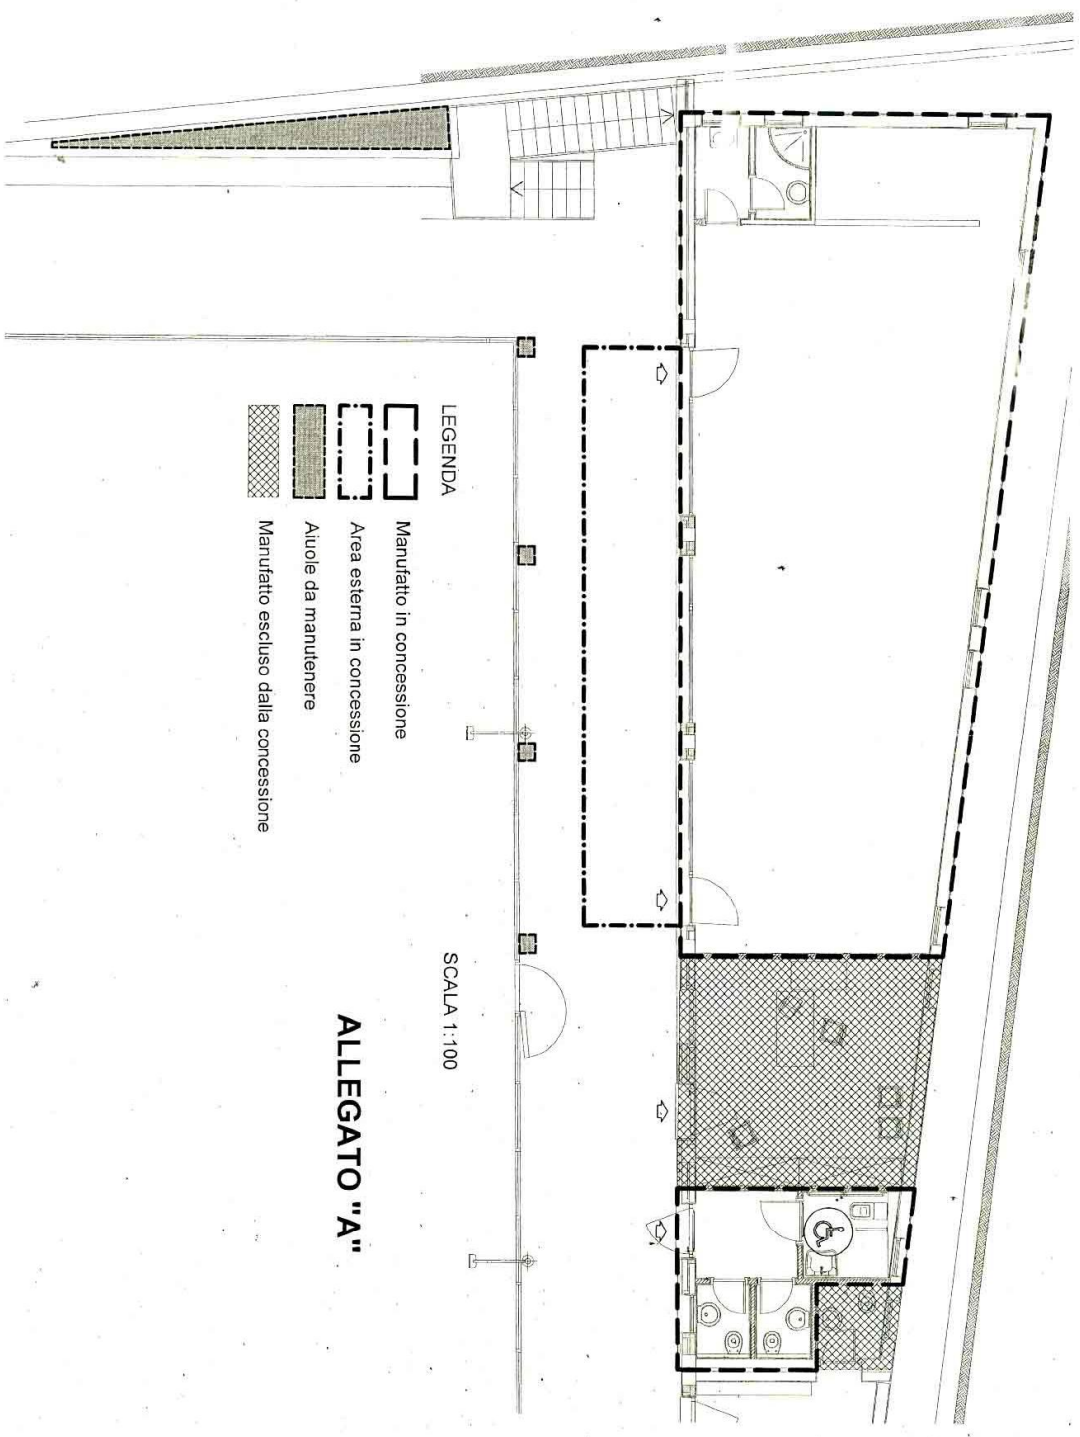 LEGENDA
Manufatto in concessione
Area esterna in concessione
Aiuole da manutenere
Manufatto escluso dalla concessione
SCALA 1:100
ALLEGATO "A"